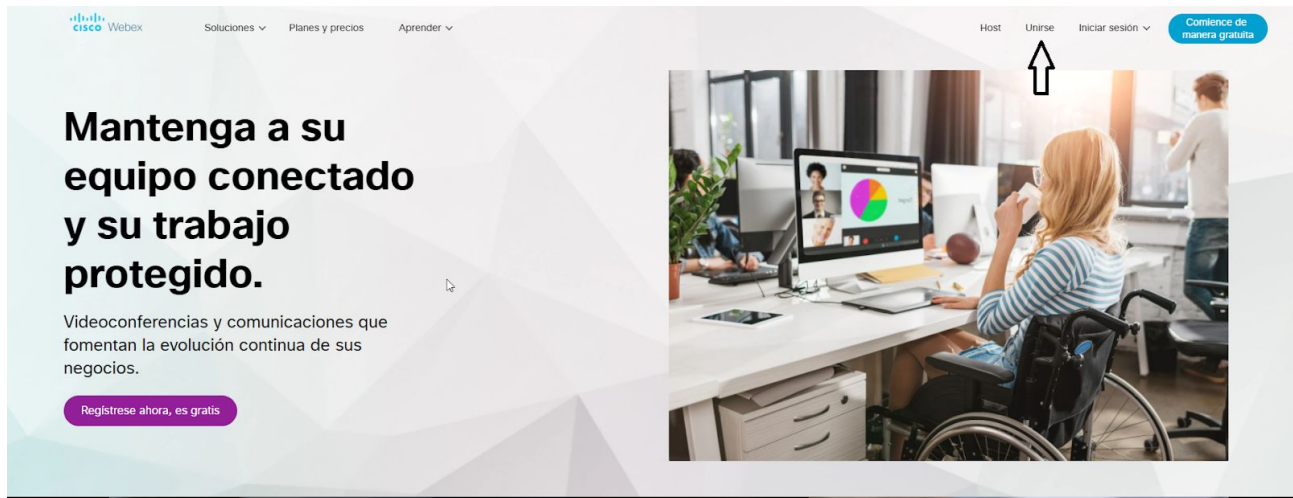 CISCO Webex
Soluciones
Planes y precios
Aprender
Host
Unirse
Iniciar sesión
Comience de
manera gratuita
Mantenga a su
equipo conectado
y su trabajo
protegido.
Videoconferencias y comunicaciones que
fomentan la evolución continua de sus
negocios.
Regístrese ahora, es gratis